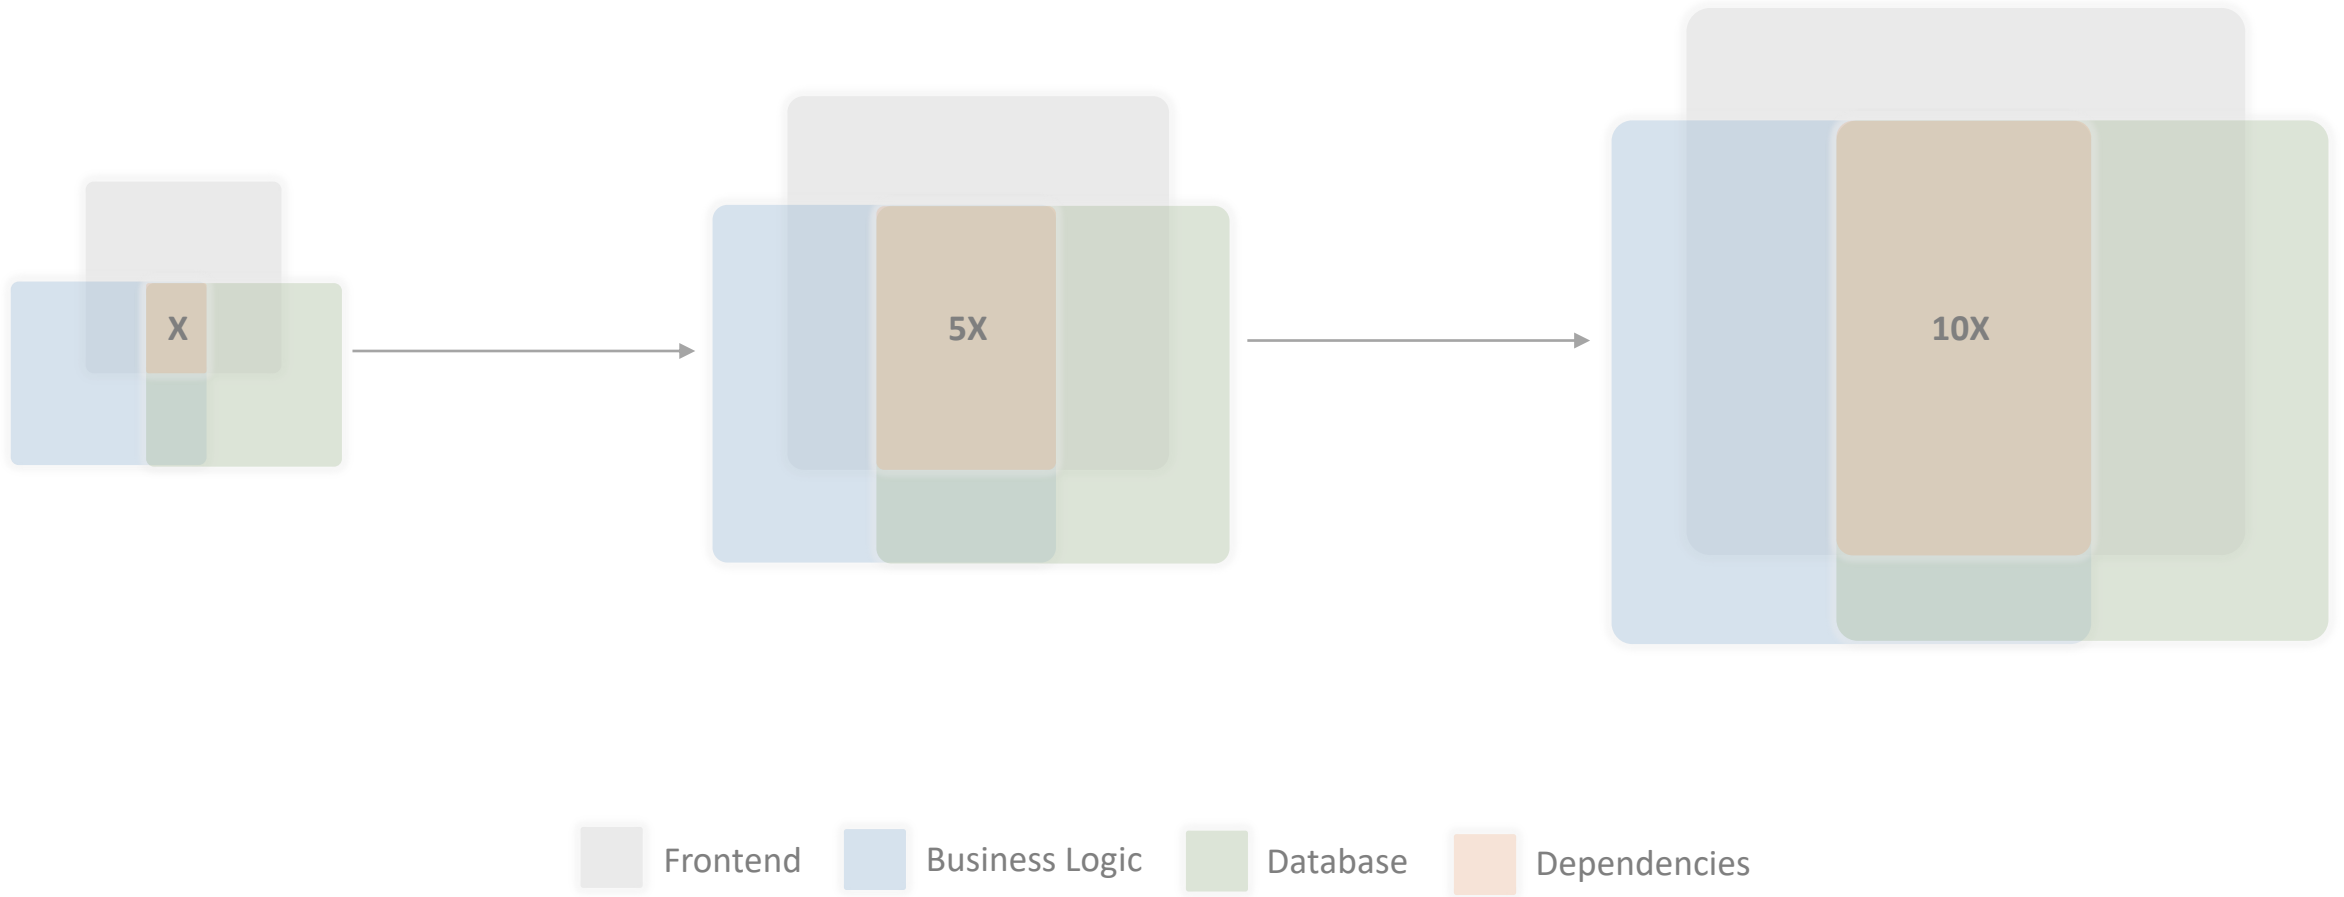 X
5X
10X
Frontend
Business Logic
Database
Dependencies